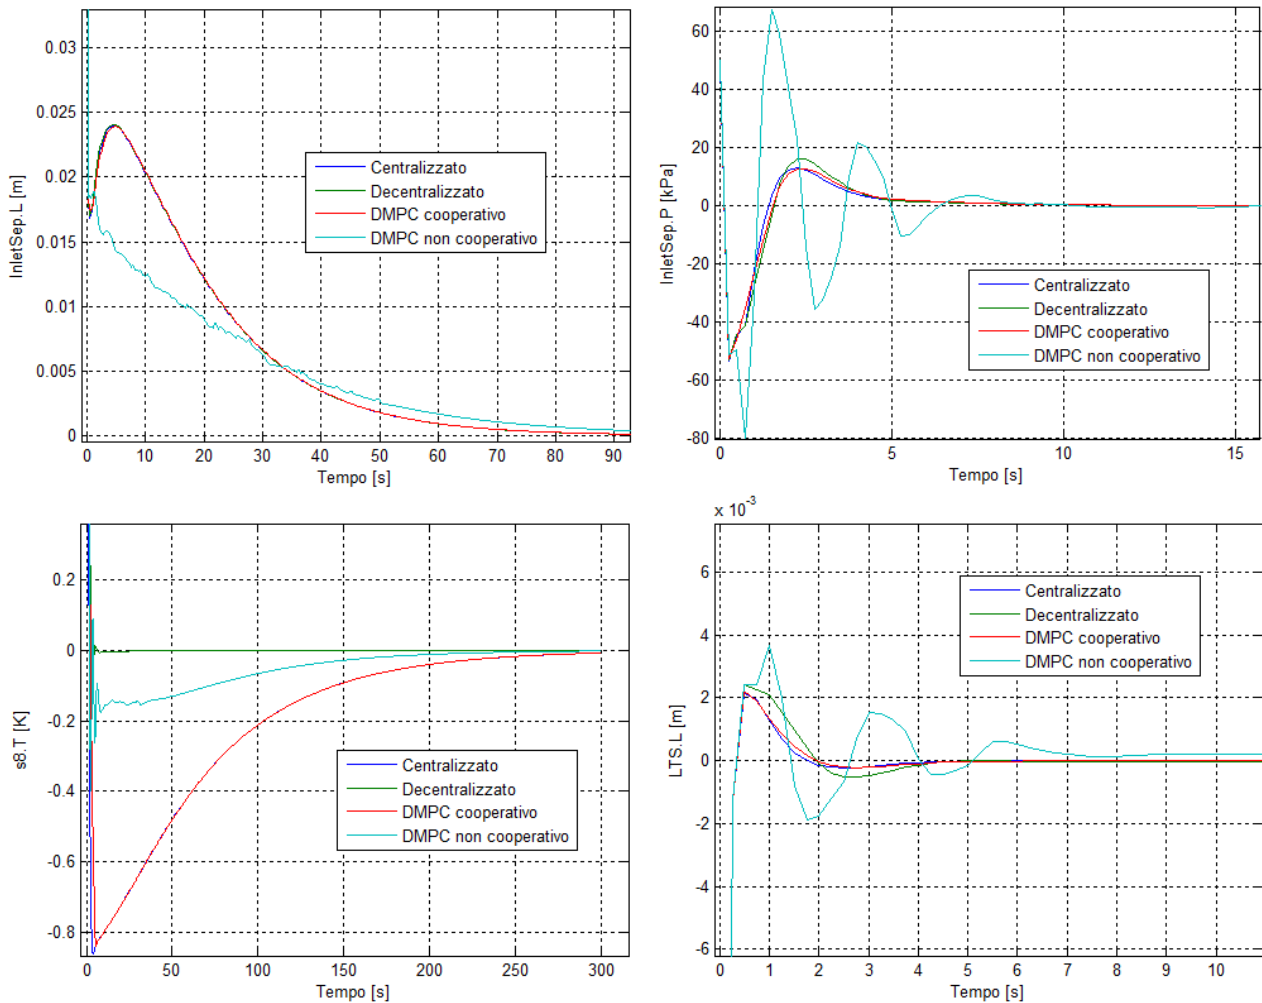 InletSep.L [m]
0.03
0.025
0.02
0.015
0.01
0.005
0
Centralizzato
Decentralizzato
DMPC cooperativo
DMPC non cooperativo
0 10 20 30 40 50 60 70 80 90
Tempo [s]
InletSep.P [kPa]
60
40
20
0
-20
-40
-60
-80
Centralizzato
Decentralizzato
DMPC cooperativo
DMPC non cooperativo
0 5 10 15
Tempo [s]
s8.T [K]
0.2
0
-0.2
-0.4
-0.6
-0.8
Centralizzato
Decentralizzato
DMPC cooperativo
DMPC non cooperativo
0 50 100 150 200 250 300
Tempo [s]
x 10⁻³
LTS.L [m]
6
4
2
0
-2
-4
-6
Centralizzato
Decentralizzato
DMPC cooperativo
DMPC non cooperativo
0 1 2 3 4 5 6 7 8 9 10
Tempo [s]